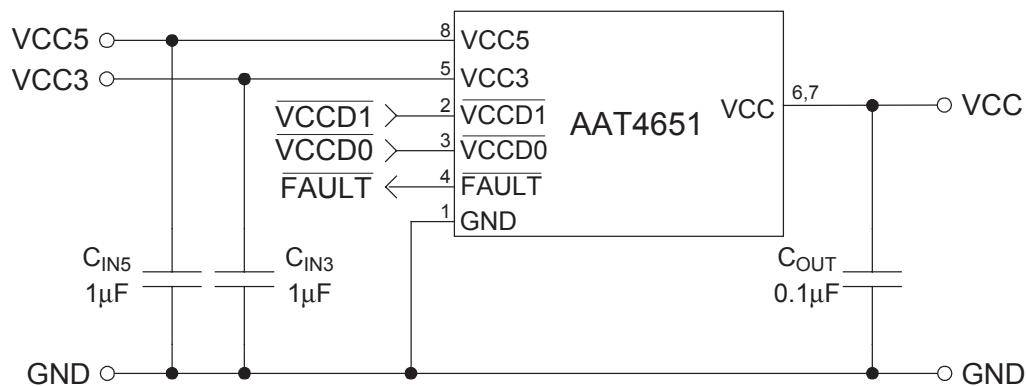 VCC5
VCC3
8
VCC5
5
VCC3
VCCD1
2
VCCD1
VCCD0
3
VCCD0
FAULT
4
FAULT
1
GND
AAT4651
VCC
6,7
VCC
CIN5
1μF
CIN3
1μF
COUT
0.1μF
GND
GND